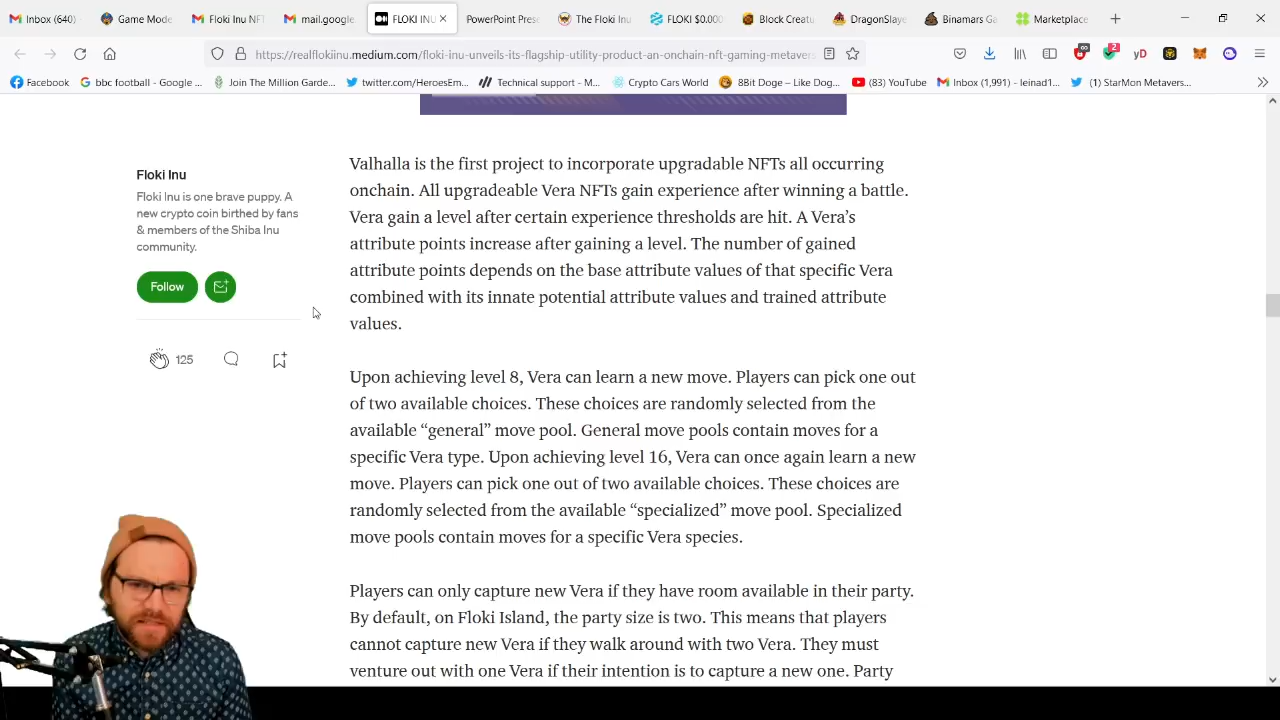 Inbox (640)
Game Mode
Floki Inu NF
mail.google.
FLOKI INU
PowerPoint Pres
The Floki Inu
FLOKI $0.000
Block Creatu
DragonSlaye
Binamars Ga
Marketplace
https://realflokiinu.medium.com/floki-inu-unveils-its-flagship-utility-product-an-onchain-nft-gaming-metavers
2
yD
Facebook
bbc football - Google ...
Join The Million Garde...
twitter.com/HeroesEm...
Technical support - M...
Crypto Cars World
8Bit Doge – Like Dog...
(83) YouTube
Inbox (1,991) - leinad1...
(1) StarMon Metavers...
Floki Inu
Floki Inu is one brave puppy. A
new crypto coin birthed by fans
& members of the Shiba Inu
community.
Follow
125
Valhalla is the first project to incorporate upgradable NFTs all occurring
onchain. All upgradeable Vera NFTs gain experience after winning a battle.
Vera gain a level after certain experience thresholds are hit. A Vera’s
attribute points increase after gaining a level. The number of gained
attribute points depends on the base attribute values of that specific Vera
combined with its innate potential attribute values and trained attribute
values.
Upon achieving level 8, Vera can learn a new move. Players can pick one out
of two available choices. These choices are randomly selected from the
available “general” move pool. General move pools contain moves for a
specific Vera type. Upon achieving level 16, Vera can once again learn a new
move. Players can pick one out of two available choices. These choices are
randomly selected from the available “specialized” move pool. Specialized
move pools contain moves for a specific Vera species.
Players can only capture new Vera if they have room available in their party.
By default, on Floki Island, the party size is two. This means that players
cannot capture new Vera if they walk around with two Vera. They must
venture out with one Vera if their intention is to capture a new one. Party